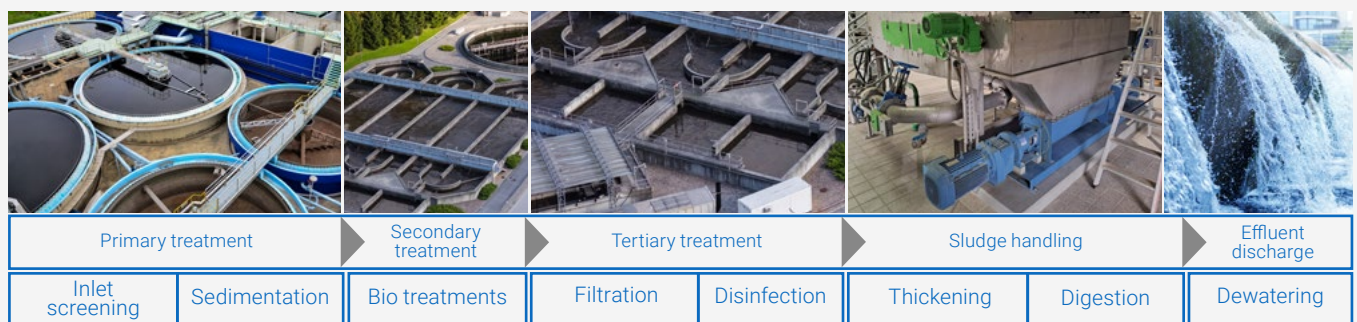 Primary treatment
Secondary
treatment
Tertiary treatment
Sludge handling
Effluent
discharge
Inlet
screening
Sedimentation
Bio treatments
Filtration
Disinfection
Thickening
Digestion
Dewatering